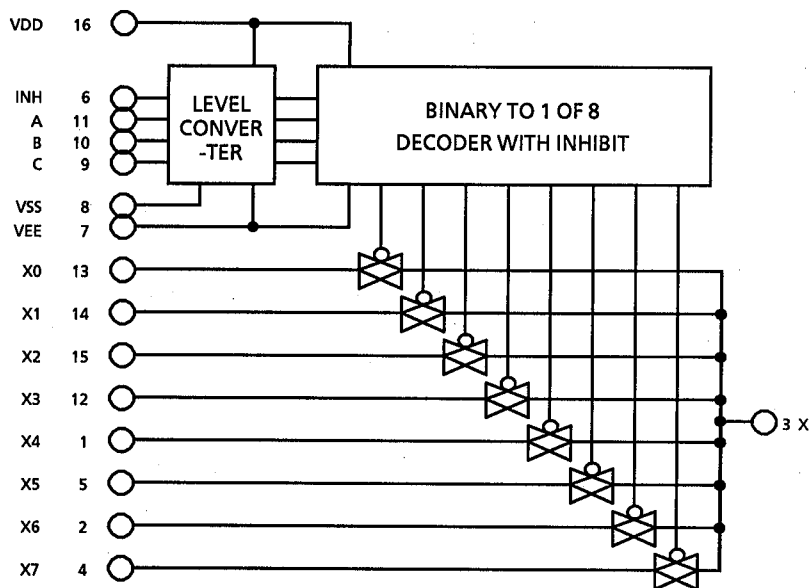 VDD 16
INH 6
A 11
B 10
C 9
LEVEL
CONVER
-TER
BINARY TO 1 OF 8
DECODER WITH INHIBIT
VSS 8
VEE 7
X0 13
X1 14
X2 15
X3 12
X4 1
X5 5
X6 2
X7 4
3 X